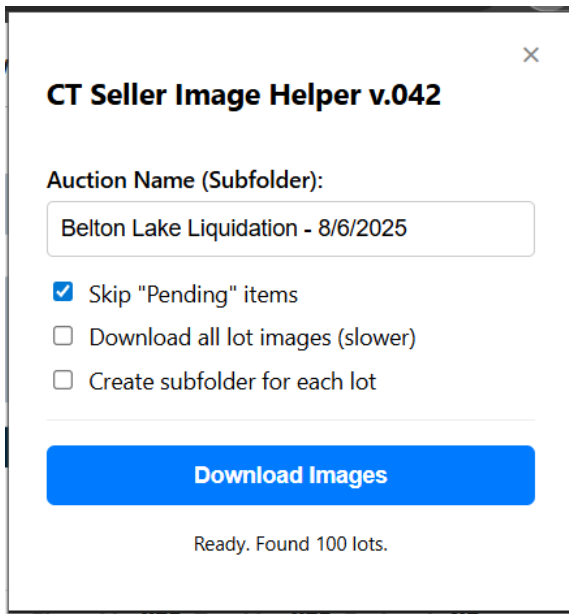 ×
CT Seller Image Helper v.042
Auction Name (Subfolder):
Belton Lake Liquidation - 8/6/2025
Skip "Pending" items
Download all lot images (slower)
Create subfolder for each lot
Download Images
Ready. Found 100 lots.